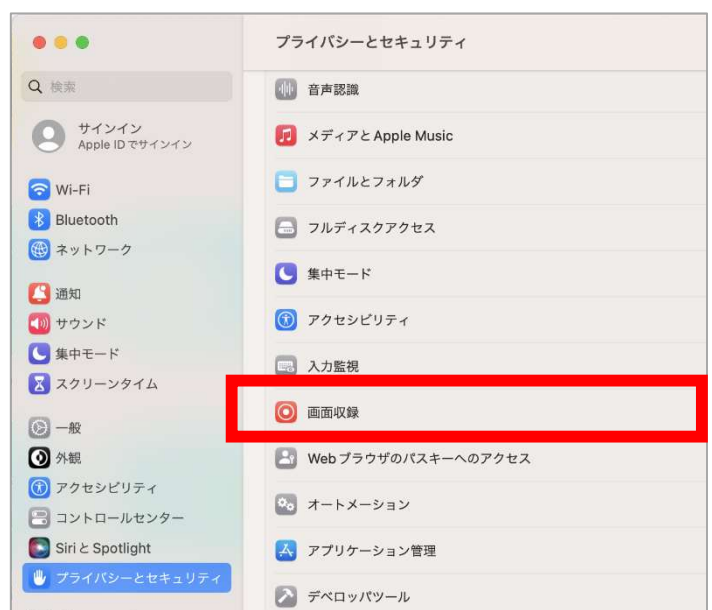 プライバシーとセキュリティ
検索
サインイン
Apple ID でサインイン
Wi-Fi
Bluetooth
ネットワーク
通知
サウンド
集中モード
スクリーンタイム
一般
外観
アクセシビリティ
コントロールセンター
Siri と Spotlight
プライバシーとセキュリティ
音声認識
メディアと Apple Music
ファイルとフォルダ
フルディスクアクセス
集中モード
アクセシビリティ
入力監視
画面収録
Web ブラウザのパスキーへのアクセス
オートメーション
アプリケーション管理
デベロッパツール